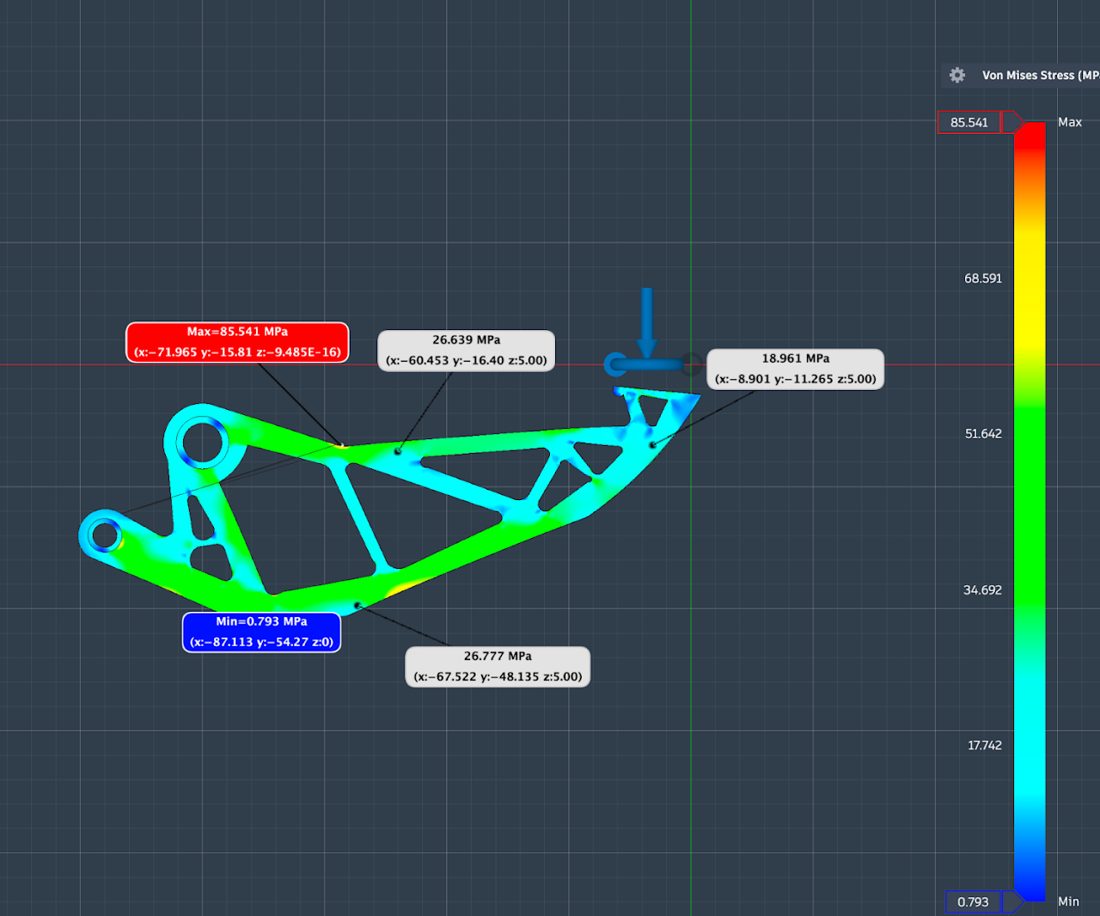 Von Mises Stress (MP
85.541
Max
68.591
51.642
34.692
17.742
0.793
Min
Max=85.541 MPa
(x:−71.965 y:−15.81 z:−9.485E-16)
26.639 MPa
(x:−60.453 y:−16.40 z:5.00)
18.961 MPa
(x:−8.901 y:−11.265 z:5.00)
Min=0.793 MPa
(x:−87.113 y:−54.27 z:0)
26.777 MPa
(x:−67.522 y:−48.135 z:5.00)